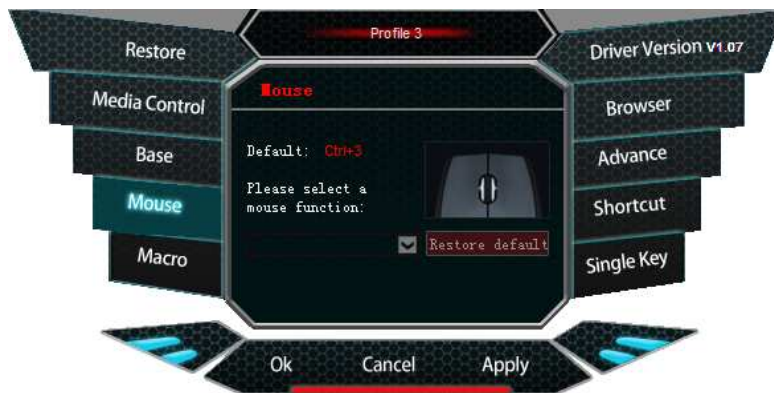 Profile 3
Restore
Media Control
Base
Mouse
Macro
Mouse
Default: Ctrl+3
Please select a
mouse function:
Restore default
Driver Version V1.07
Browser
Advance
Shortcut
Single Key
Ok
Cancel
Apply